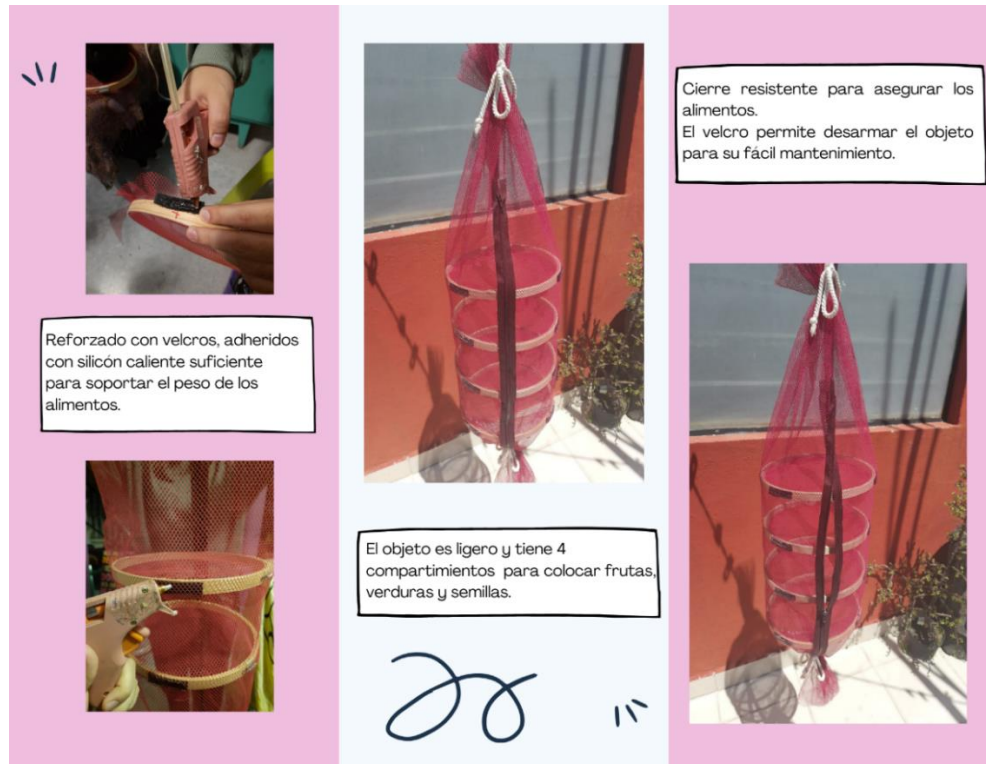 Reforzado con velcros, adheridos
con silicón caliente suficiente
para soportar el peso de los
alimentos.
El objeto es ligero y tiene 4
compartimientos para colocar frutas,
verduras y semillas.
Cierre resistente para asegurar los
alimentos.
El velcro permite desarmar el objeto
para su fácil mantenimiento.